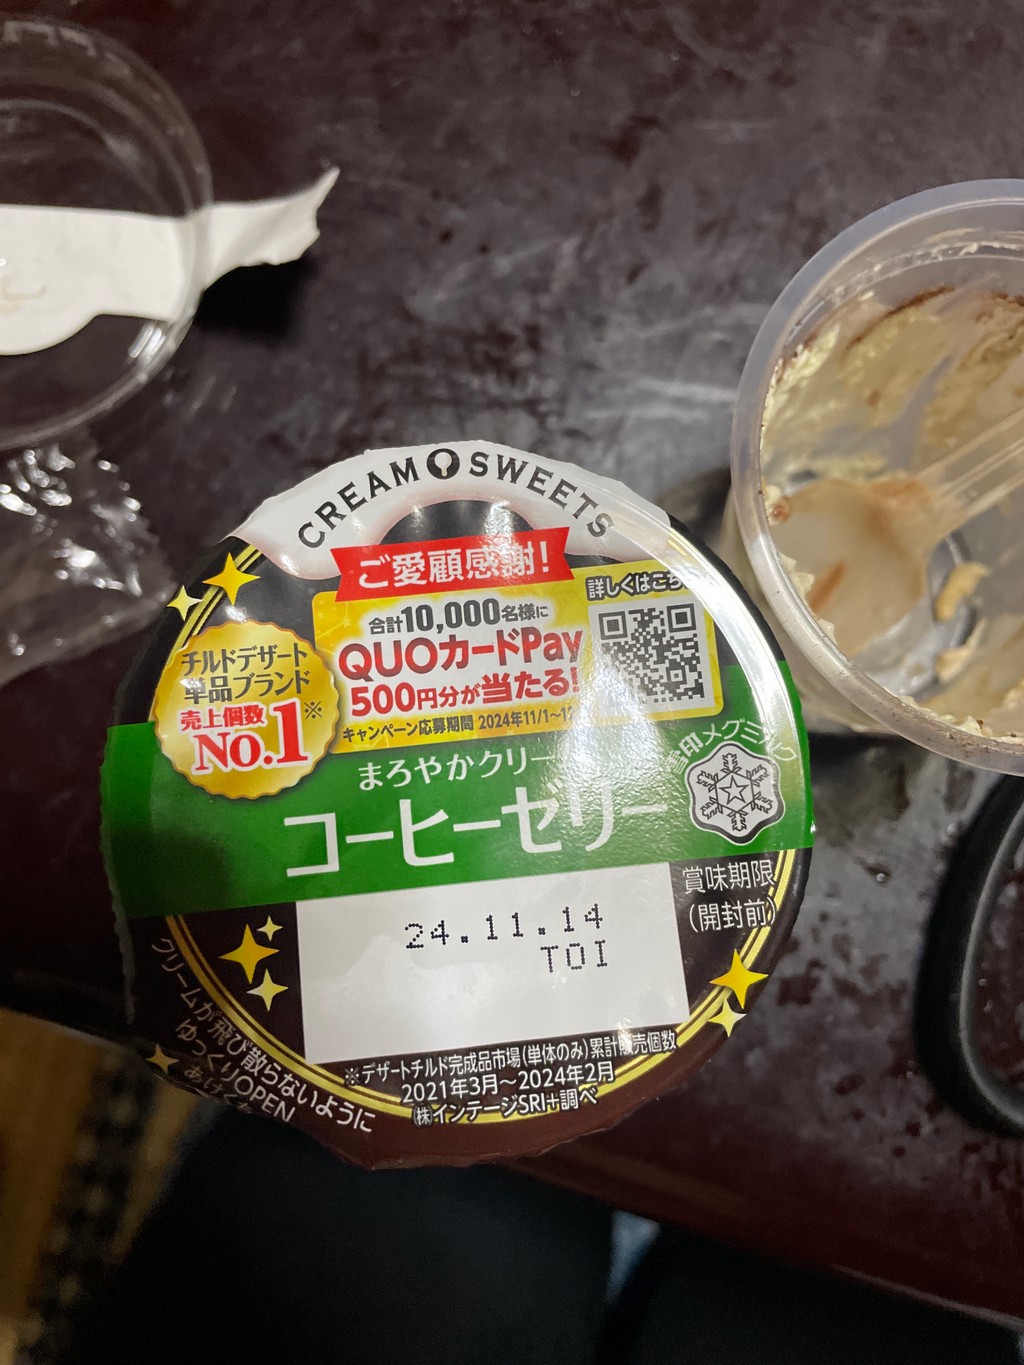 CREAM SWEETS
ご愛顧感謝!
合計10,000名様に
QUOカードPay
500円分が当たる!
キャンペーン応募期間 2024年11/1~1
詳しくはこち
チルドデザート
単品ブランド
売上個数
No.1※
まろやかクリー
コーヒーゼリー
雪印メグミルク
賞味期限
(開封前)
24.11.14
TOI
※デザートチルド完成品市場(単体のみ)累計販売個数
2021年3月~2024年2月
㈱インテージSRI+調べ
クリームが飛び散らないように
ゆっくりOPEN